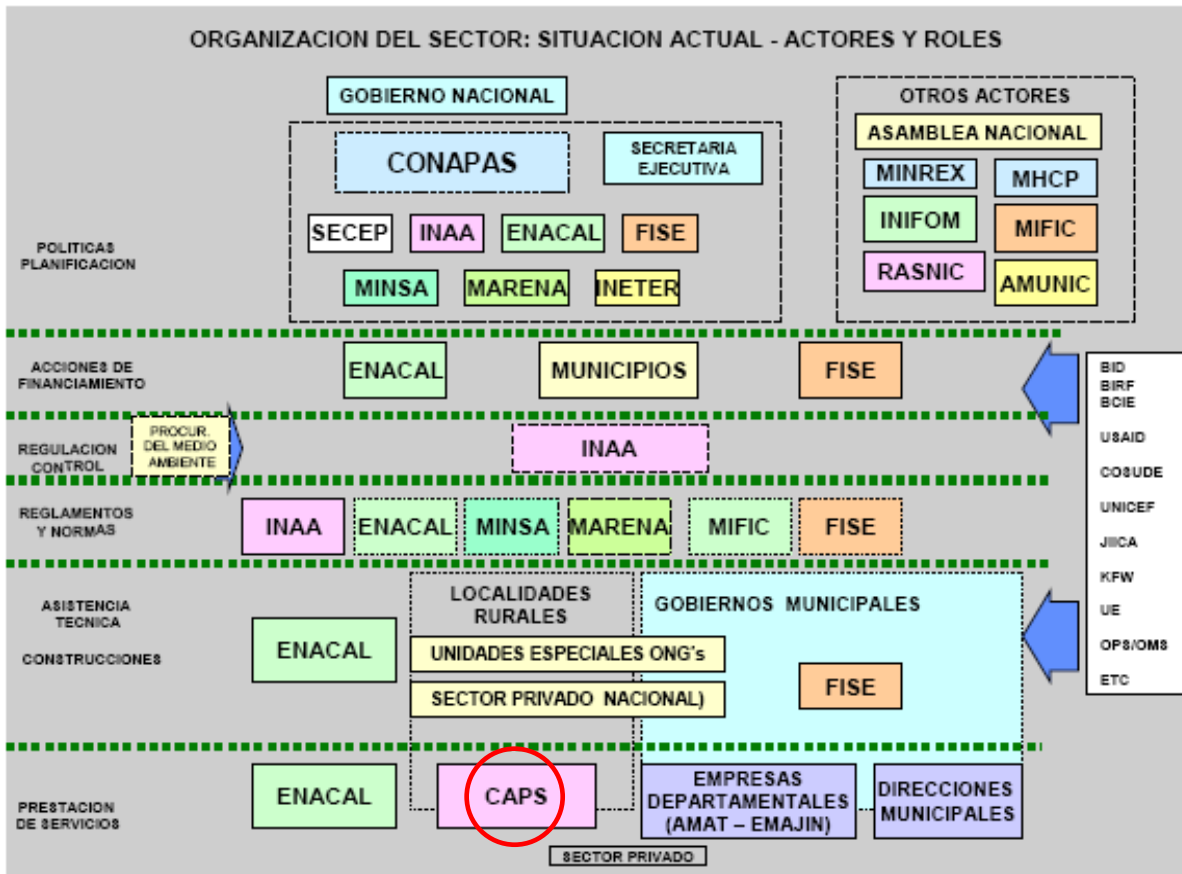 ORGANIZACION DEL SECTOR: SITUACION ACTUAL - ACTORES Y ROLES
GOBIERNO NACIONAL
CONAPAS
SECRETARIA
EJECUTIVA
SECEP
INAA
ENACAL
FISE
MINSA
MARENA
INETER
OTROS ACTORES
ASAMBLEA NACIONAL
MINREX
MHCP
INIFOM
MIFIC
RASNIC
AMUNIC
POLITICAS
PLANIFICACION
ACCIONES DE
FINANCIAMIENTO
ENACAL
MUNICIPIOS
FISE
REGULACION
CONTROL
PROCUR.
DEL MEDIO
AMBIENTE
INAA
REGLAMENTOS
Y NORMAS
INAA
ENACAL
MINSA
MARENA
MIFIC
FISE
ASISTENCIA
TECNICA
CONSTRUCCIONES
ENACAL
LOCALIDADES
RURALES
GOBIERNOS MUNICIPALES
UNIDADES ESPECIALES ONG's
SECTOR PRIVADO NACIONAL)
FISE
PRESTACION
DE SERVICIOS
ENACAL
CAPS
EMPRESAS
DEPARTAMENTALES
(AMAT – EMAJIN)
DIRECCIONES
MUNICIPALES
SECTOR PRIVADO
BID
BIRF
BCIE
USAID
COSUDE
UNICEF
JIICA
KFW
UE
OPS/OMS
ETC